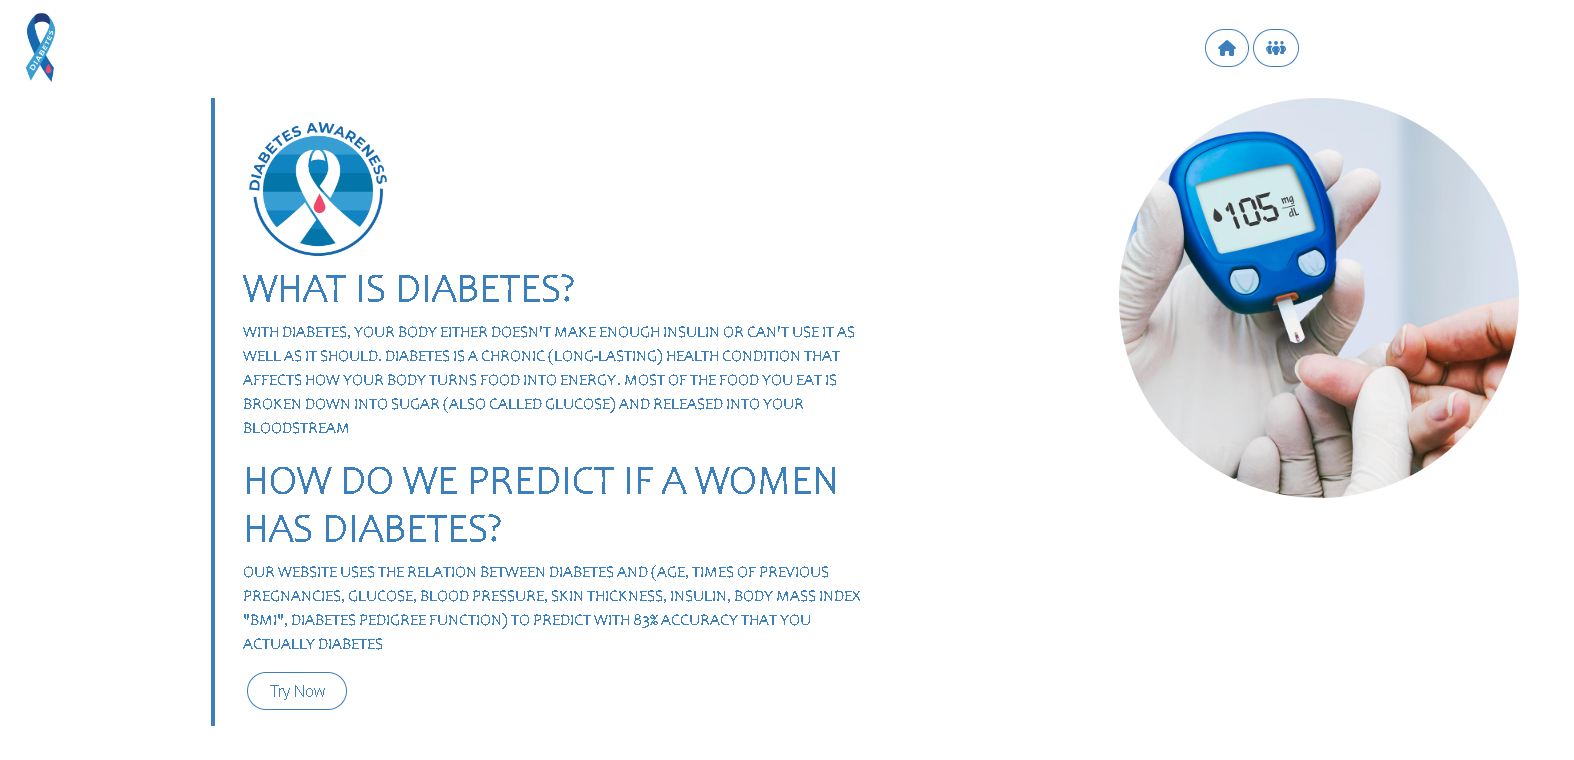 DIABETES
DIABETES AWARENESS
105 mg/dL
WHAT IS DIABETES?
WITH DIABETES, YOUR BODY EITHER DOESN'T MAKE ENOUGH INSULIN OR CAN'T USE IT AS
WELL AS IT SHOULD. DIABETES IS A CHRONIC (LONG-LASTING) HEALTH CONDITION THAT
AFFECTS HOW YOUR BODY TURNS FOOD INTO ENERGY. MOST OF THE FOOD YOU EAT IS
BROKEN DOWN INTO SUGAR (ALSO CALLED GLUCOSE) AND RELEASED INTO YOUR
BLOODSTREAM
HOW DO WE PREDICT IF A WOMEN
HAS DIABETES?
OUR WEBSITE USES THE RELATION BETWEEN DIABETES AND (AGE, TIMES OF PREVIOUS
PREGNANCIES, GLUCOSE, BLOOD PRESSURE, SKIN THICKNESS, INSULIN, BODY MASS INDEX
"BMI", DIABETES PEDIGREE FUNCTION) TO PREDICT WITH 83% ACCURACY THAT YOU
ACTUALLY DIABETES
Try Now